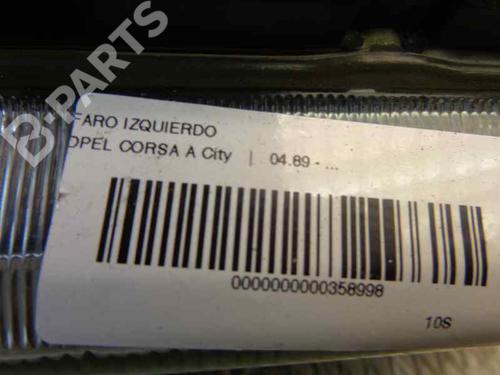 B-PARTS
FARO IZQUIERDO
OPEL CORSA A City | 04.89 - ...
0000000000358998
10S